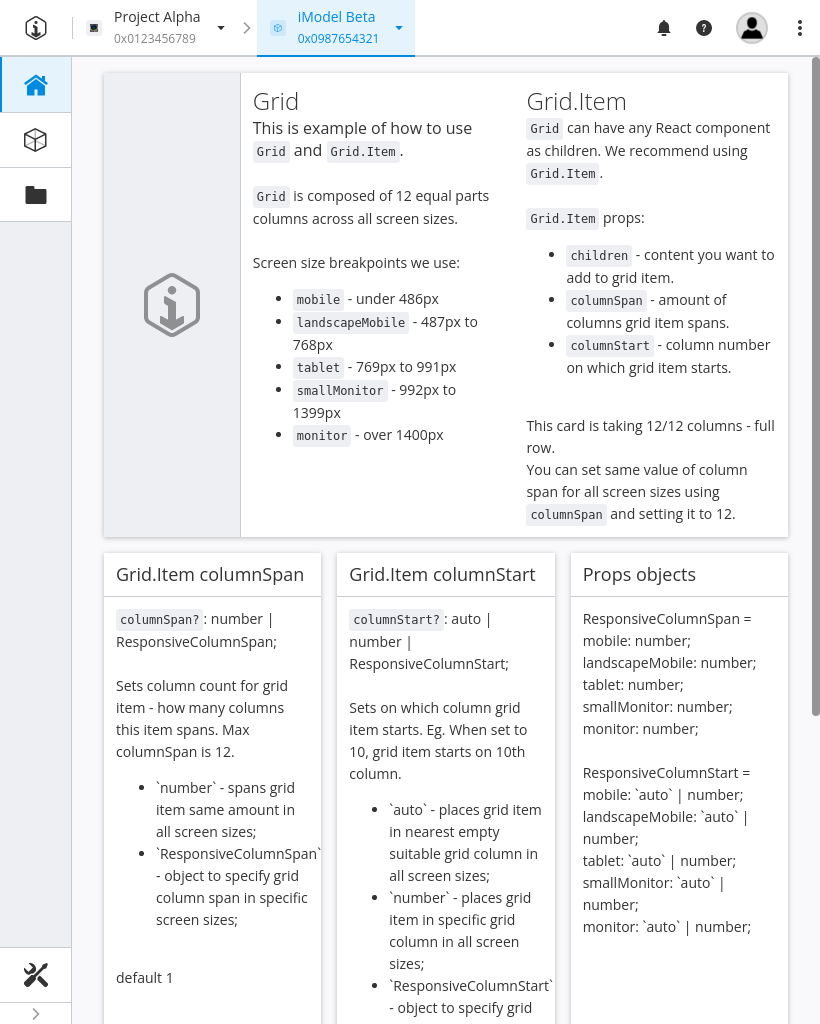 Project Alpha
0x0123456789
iModel Beta
0x0987654321
Grid
This is example of how to use
Grid and Grid.Item.
Grid is composed of 12 equal parts
columns across all screen sizes.
Screen size breakpoints we use:
mobile - under 486px
landscapeMobile - 487px to
768px
tablet - 769px to 991px
smallMonitor - 992px to
1399px
monitor - over 1400px
Grid.Item
Grid can have any React component
as children. We recommend using
Grid.Item.
Grid.Item props:
children - content you want to
add to grid item.
columnSpan - amount of
columns grid item spans.
columnStart - column number
on which grid item starts.
This card is taking 12/12 columns - full
row.
You can set same value of column
span for all screen sizes using
columnSpan and setting it to 12.
Grid.Item columnSpan
columnSpan?: number |
ResponsiveColumnSpan;
Sets column count for grid
item - how many columns
this item spans. Max
columnSpan is 12.
`number` - spans grid
item same amount in
all screen sizes;
`ResponsiveColumnSpan`
- object to specify grid
column span in specific
screen sizes;
default 1
Grid.Item columnStart
columnStart?: auto |
number |
ResponsiveColumnStart;
Sets on which column grid
item starts. Eg. When set to
10, grid item starts on 10th
column.
`auto` - places grid item
in nearest empty
suitable grid column in
all screen sizes;
`number` - places grid
item in specific grid
column in all screen
sizes;
`ResponsiveColumnStart`
- object to specify grid
Props objects
ResponsiveColumnSpan =
mobile: number;
landscapeMobile: number;
tablet: number;
smallMonitor: number;
monitor: number;
ResponsiveColumnStart =
mobile: `auto` | number;
landscapeMobile: `auto` |
number;
tablet: `auto` | number;
smallMonitor: `auto` |
number;
monitor: `auto` | number;